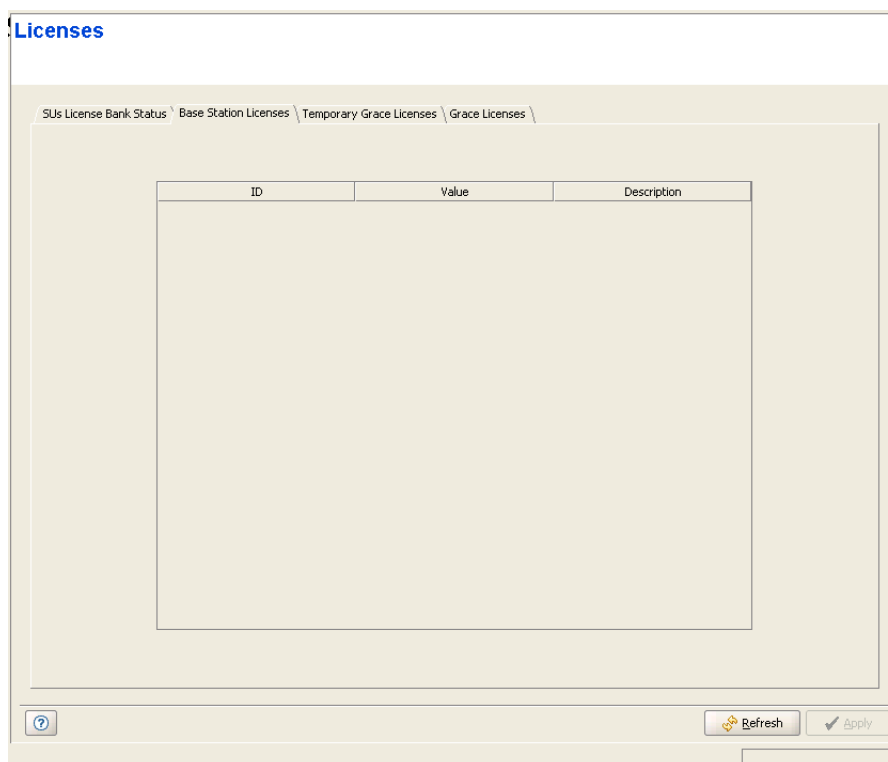 Licenses
SUs License Bank Status Base Station Licenses Temporary Grace Licenses Grace Licenses
ID Value Description
? Refresh Apply